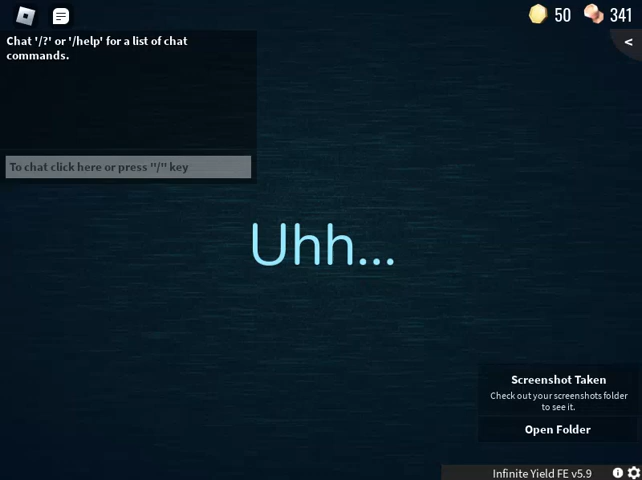 50 341
Chat '/?' or '/help' for a list of chat
commands.
<
To chat click here or press "/" key
Uhh...
Screenshot Taken
Check out your screenshots folder
to see it.
Open Folder
Infinite Yield FE v5.9